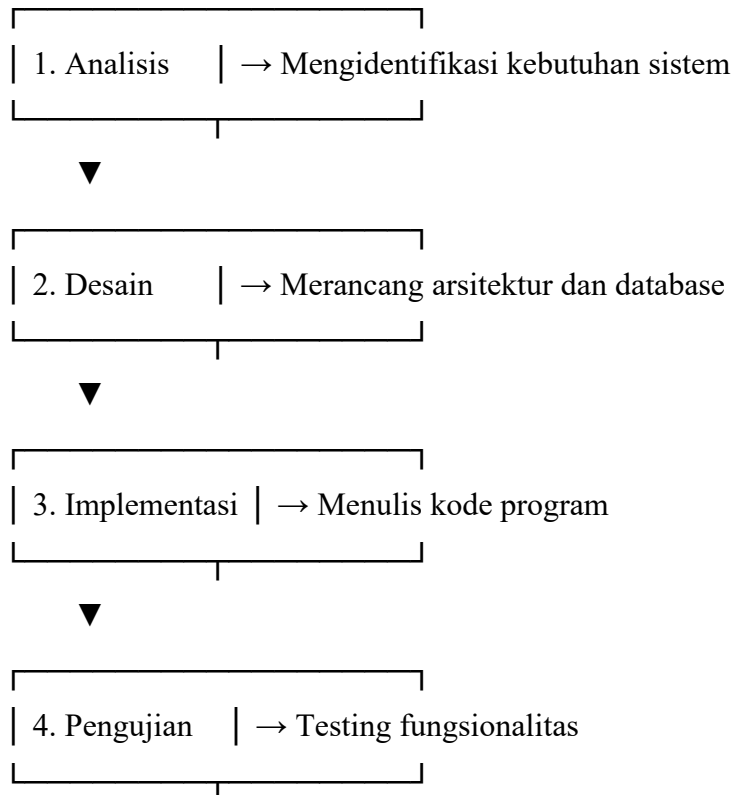 1. Analisis → Mengidentifikasi kebutuhan sistem
▼
2. Desain → Merancang arsitektur dan database
▼
3. Implementasi → Menulis kode program
▼
4. Pengujian → Testing fungsionalitas